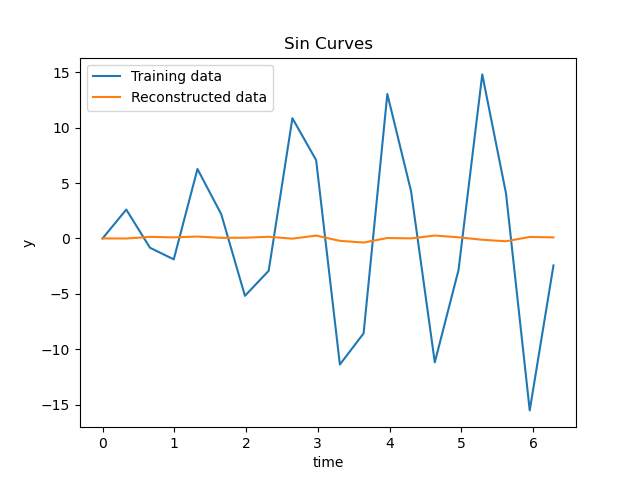 Sin Curves
Training data
Reconstructed data
15
10
5
0
−5
−10
−15
y
0 1 2 3 4 5 6
time